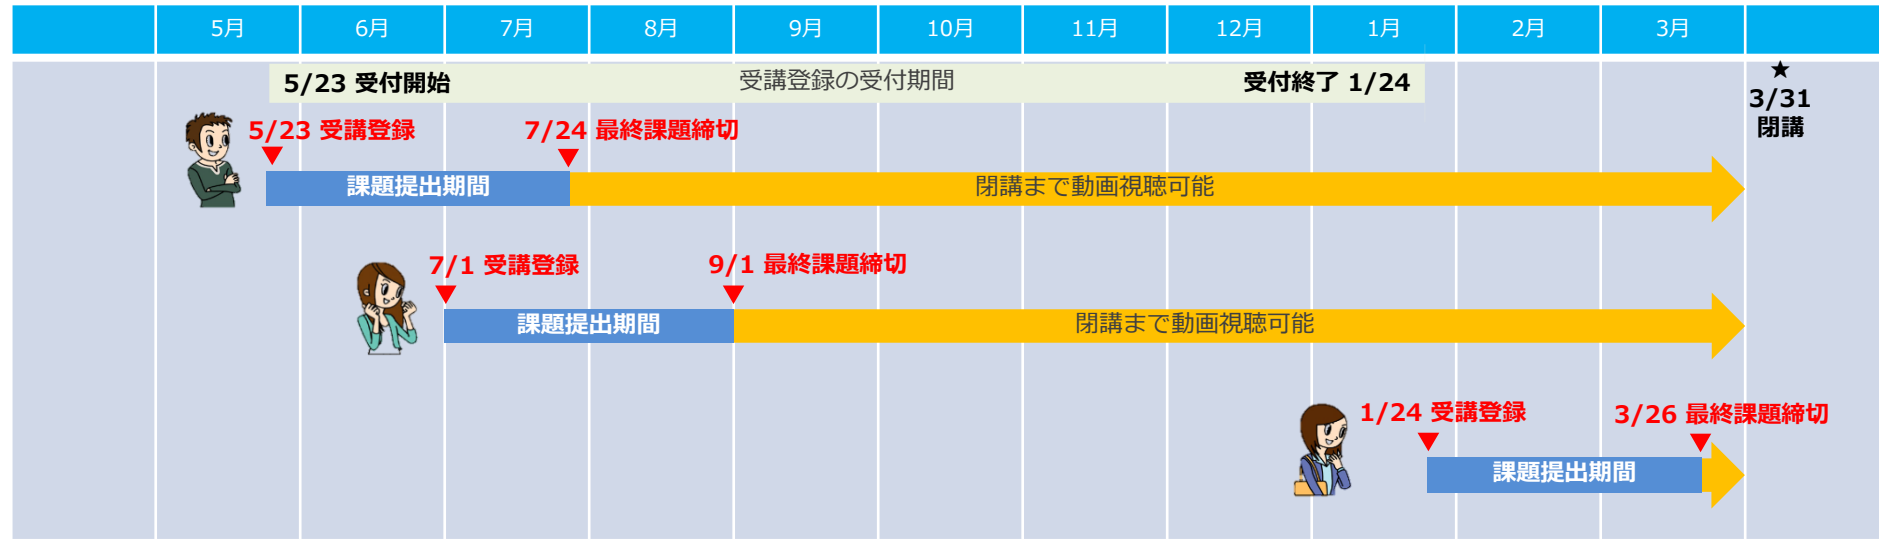 5月 6月 7月 8月 9月 10月 11月 12月 1月 2月 3月
5/23 受付開始 受講登録の受付期間 受付終了 1/24
★
3/31
閉講
5/23 受講登録 7/24 最終課題締切
課題提出期間 閉講まで動画視聴可能
7/1 受講登録 9/1 最終課題締切
課題提出期間 閉講まで動画視聴可能
1/24 受講登録 3/26 最終課題締切
課題提出期間